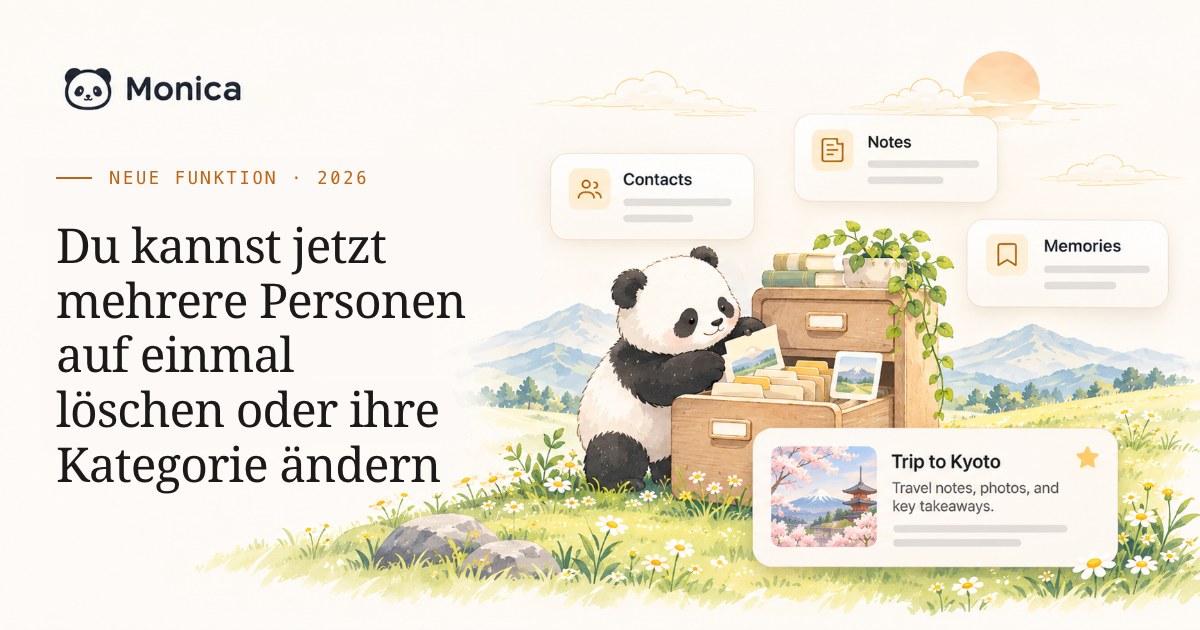 Monica
NEUE FUNKTION · 2026
Du kannst jetzt
mehrere Personen
auf einmal
löschen oder ihre
Kategorie ändern
Contacts
Notes
Memories
Trip to Kyoto
Travel notes, photos, and
key takeaways.